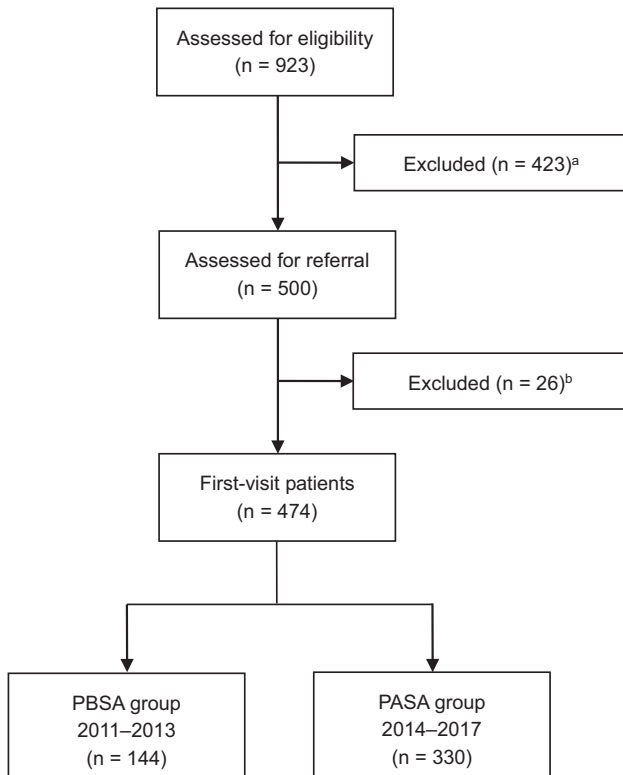 Assessed for eligibility
(n = 923)
Excluded (n = 423)ᵃ
Assessed for referral
(n = 500)
Excluded (n = 26)ᵇ
First-visit patients
(n = 474)
PBSA group
2011–2013
(n = 144)
PASA group
2014–2017
(n = 330)